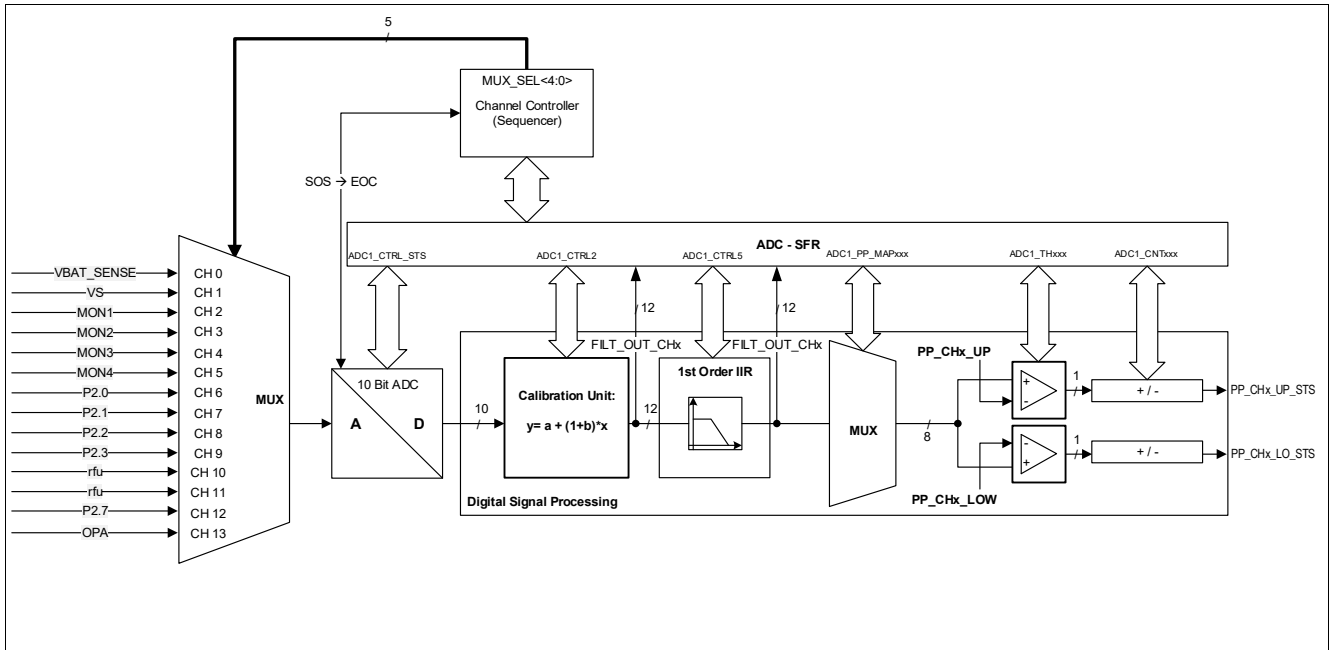 5
MUX_SEL<4:0>
Channel Controller
(Sequencer)
SOS → EOC
ADC - SFR
ADC1_CTRL_STS
ADC1_CTRL2
ADC1_CTRL5
ADC1_PP_MAPxxx
ADC1_THxxx
ADC1_CNTxxx
VBAT_SENSE
CH 0
VS
CH 1
MON1
CH 2
MON2
CH 3
MON3
CH 4
MON4
CH 5
P2.0
CH 6
P2.1
CH 7
P2.2
CH 8
P2.3
CH 9
rfu
CH 10
rfu
CH 11
P2.7
CH 12
OPA
CH 13
MUX
10 Bit ADC
A
D
10
12
12
FILT_OUT_CHx
FILT_OUT_CHx
Calibration Unit:
y= a + (1+b)*x
12
1st Order IIR
MUX
8
PP_CHx_UP
+
-
1
+ / -
PP_CHx_UP_STS
-
+
1
+ / -
PP_CHx_LO_STS
PP_CHx_LOW
Digital Signal Processing